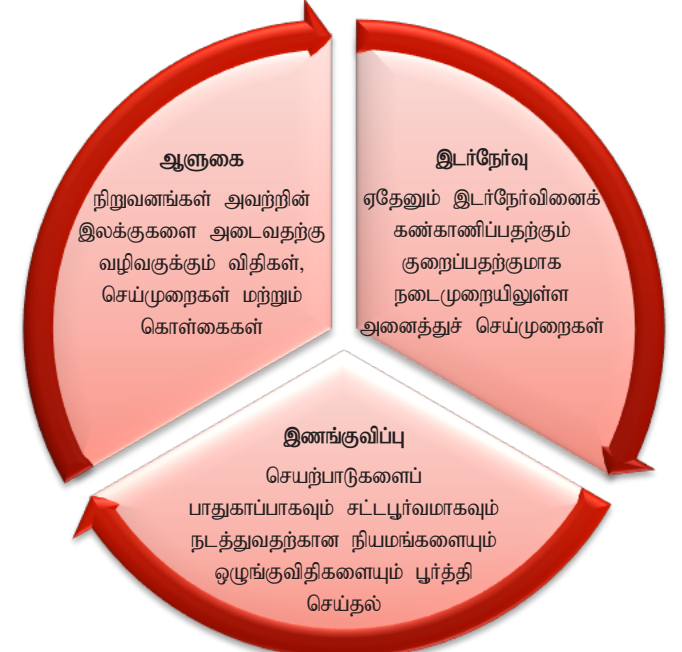 ஆளுகை
நிறுவனங்கள் அவற்றின்
இலக்குகளை அடைவதற்கு
வழிவகுக்கும் விதிகள்,
செய்முறைகள் மற்றும்
கொள்கைகள்
இடர்நேர்வு
ஏதேனும் இடர்நேர்வினைக்
கண்காணிப்பதற்கும்
குறைப்பதற்குமாக
நடைமுறையிலுள்ள
அனைத்துச் செய்முறைகள்
இணங்குவிப்பு
செயற்பாடுகளைப்
பாதுகாப்பாகவும் சட்டபூர்வமாகவும்
நடத்துவதற்கான நியமங்களையும்
ஒழுங்குவிதிகளையும் பூர்த்தி
செய்தல்